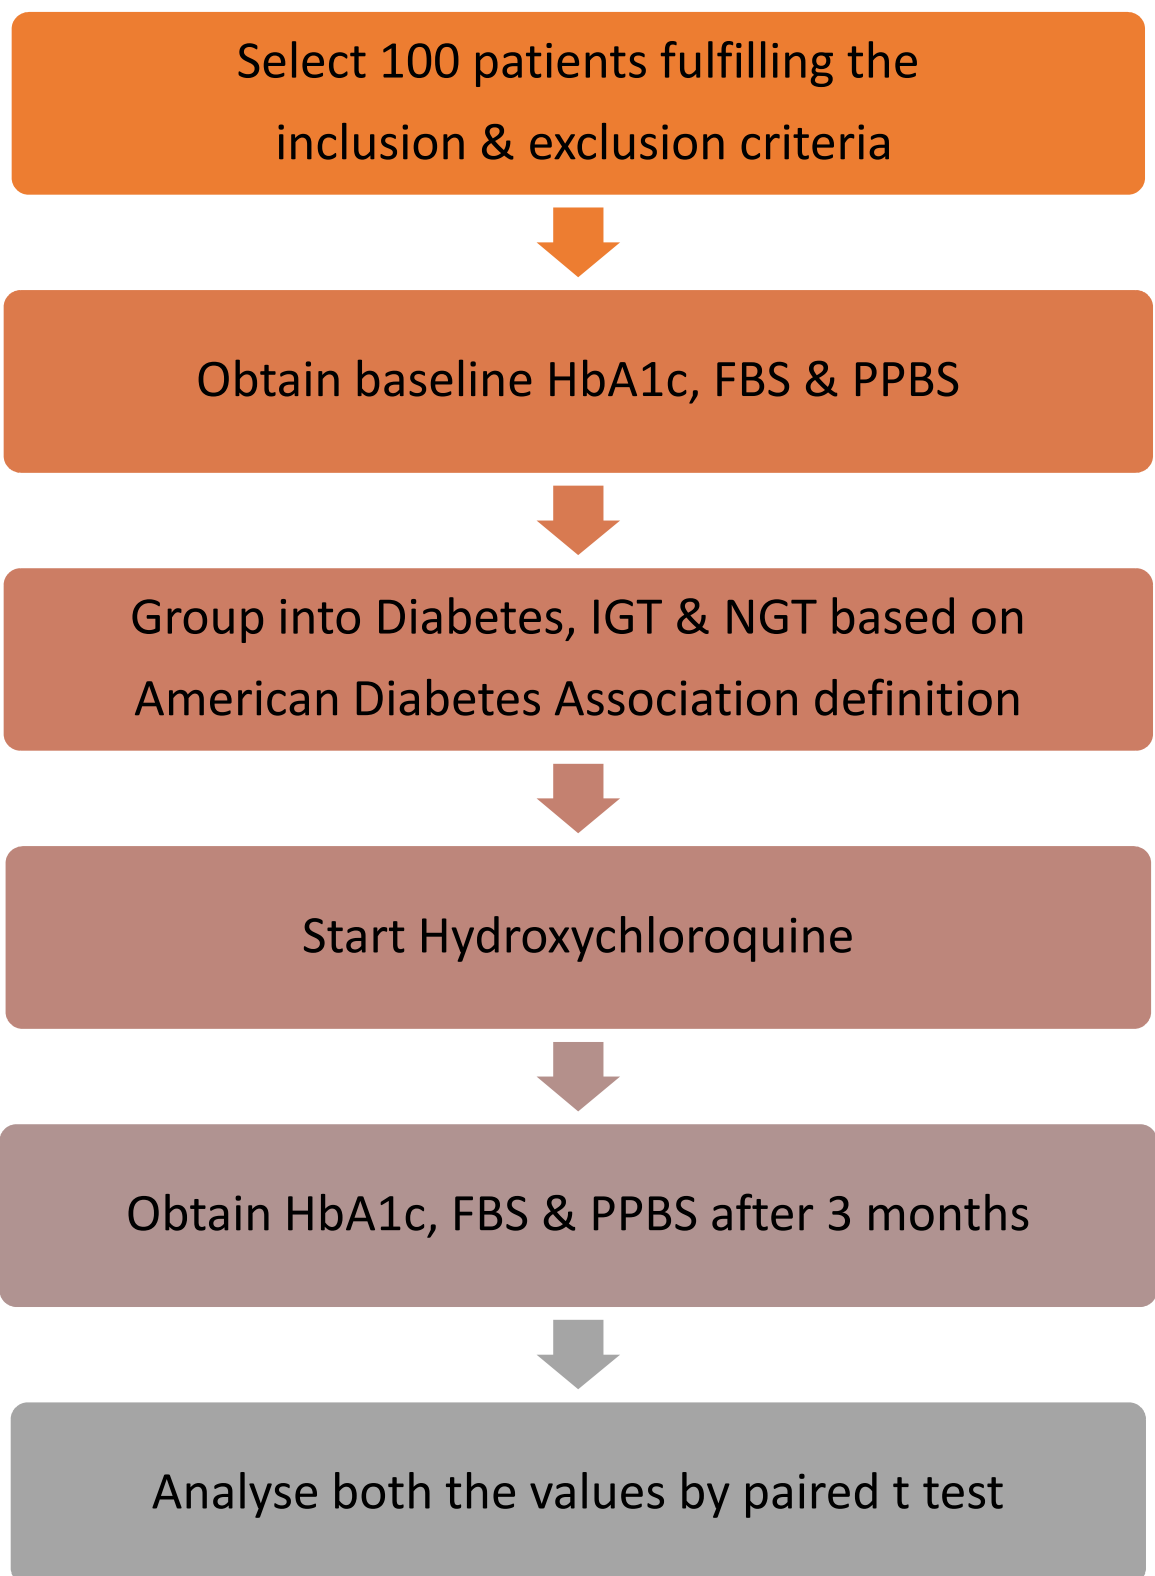 Select 100 patients fulfilling the
inclusion & exclusion criteria
Obtain baseline HbA1c, FBS & PPBS
Group into Diabetes, IGT & NGT based on
American Diabetes Association definition
Start Hydroxychloroquine
Obtain HbA1c, FBS & PPBS after 3 months
Analyse both the values by paired t test